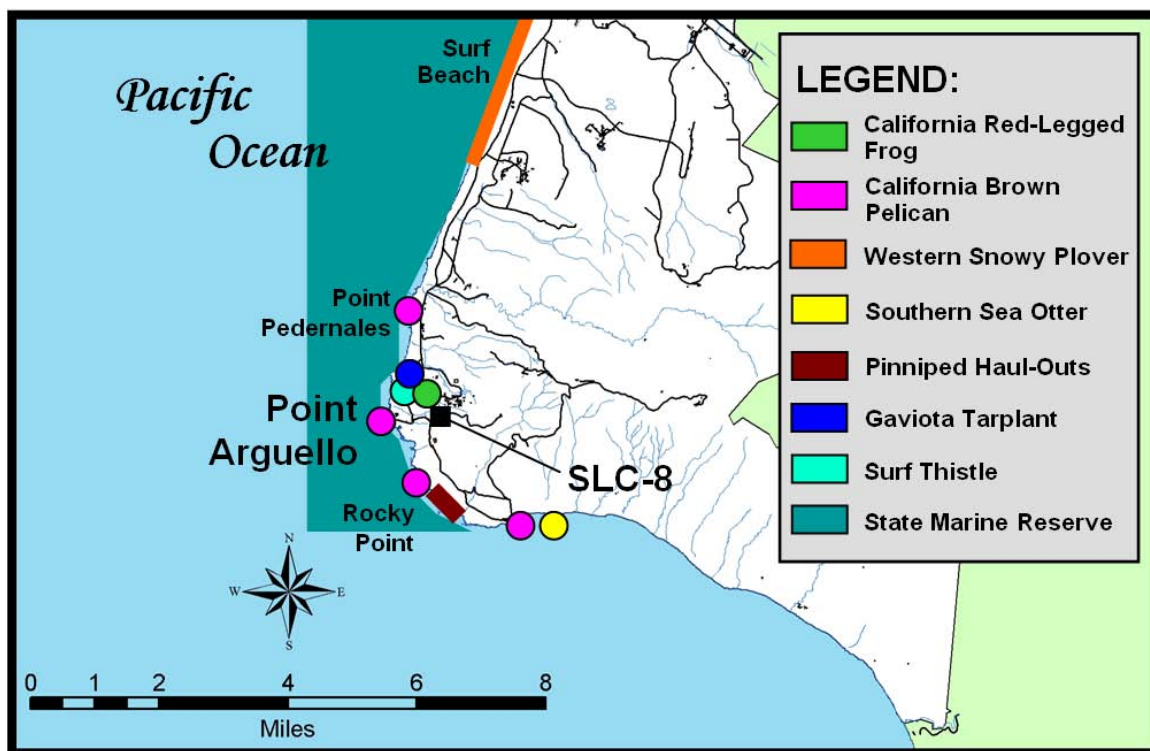 Pacific
Ocean
Surf
Beach
Point
Pedernales
Point
Arguello
SLC-8
Rocky
Point
N
W
E
S
0 1 2 4 6 8
Miles
LEGEND:
California Red-Legged
Frog
California Brown
Pelican
Western Snowy Plover
Southern Sea Otter
Pinniped Haul-Outs
Gaviota Tarplant
Surf Thistle
State Marine Reserve